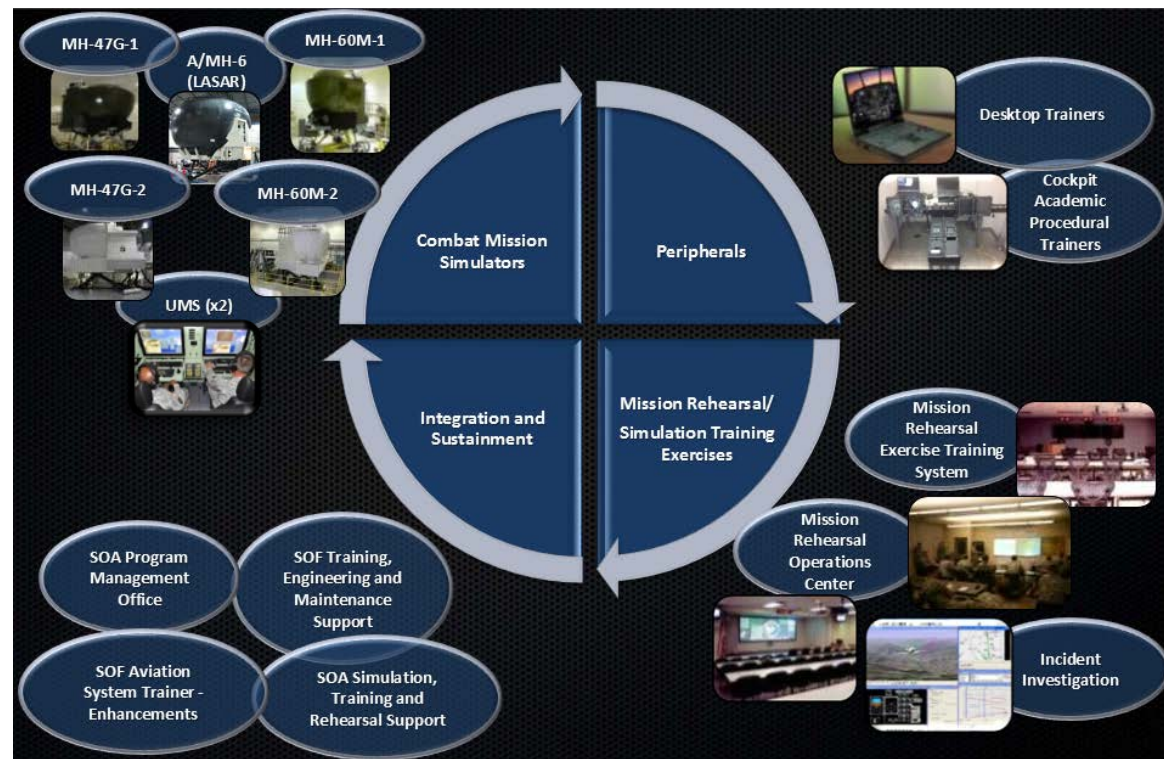 MH-47G-1
A/MH-6
(LASAR)
MH-60M-1
MH-47G-2
MH-60M-2
UMS (x2)
Combat Mission
Simulators
Peripherals
Desktop Trainers
Cockpit
Academic
Procedural
Trainers
Integration and
Sustainment
Mission Rehearsal/
Simulation Training
Exercises
Mission
Rehearsal
Exercise Training
System
Mission
Rehearsal
Operations
Center
Incident
Investigation
SOA Program
Management
Office
SOF Training,
Engineering and
Maintenance
Support
SOF Aviation
System Trainer -
Enhancements
SOA Simulation,
Training and
Rehearsal Support